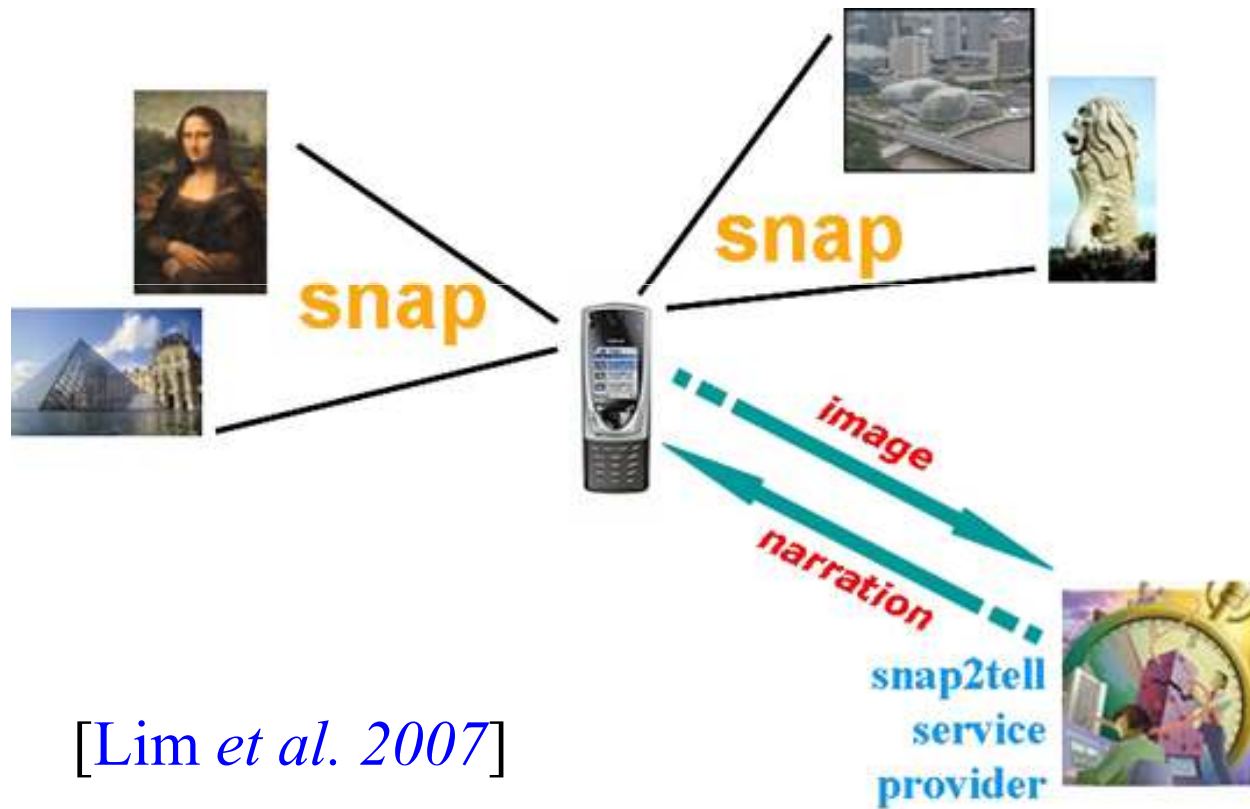 snap
snap
image
narration
snap2tell
service
provider
[Lim et al. 2007]